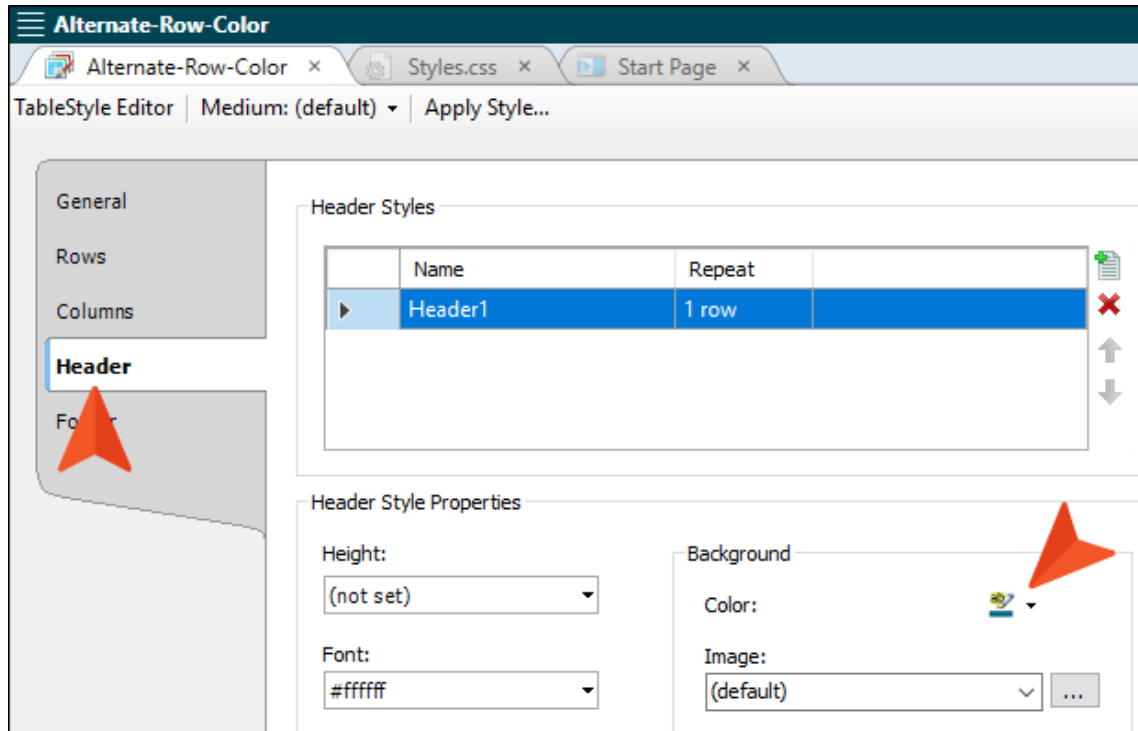 Alternate-Row-Color
Alternate-Row-Color × Styles.css × Start Page ×
TableStyle Editor Medium: (default) Apply Style...
General
Rows
Columns
Header
Header Styles
Name Repeat
Header1 1 row
Header Style Properties
Height:
(not set)
Font:
#ffffff
Background
Color:
Image:
(default) ...